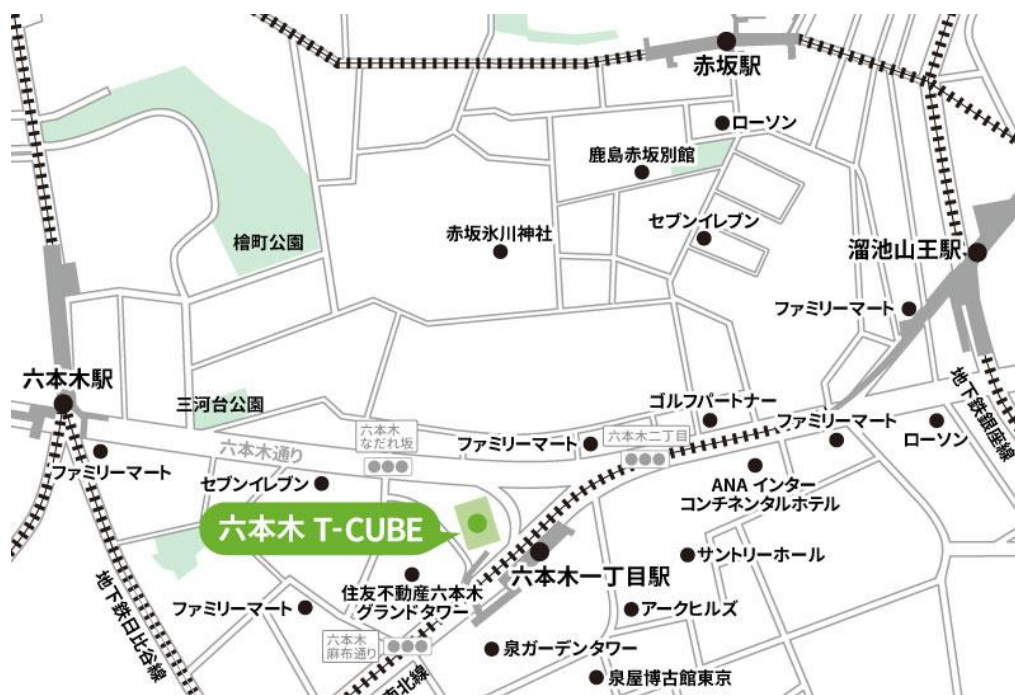 赤坂駅
ローソン
鹿島赤坂別館
セブンイレブン
赤坂氷川神社
檜町公園
溜池山王駅
ファミリーマート
六本木駅
三河台公園
ゴルフパートナー
地下鉄銀座線
六本木
なだれ坂
六本木二丁目
ファミリーマート
ファミリーマート
ローソン
六本木通り
ファミリーマート
セブンイレブン
ANA インター
コンチネンタルホテル
六本木 T-CUBE
サントリーホール
六本木一丁目駅
地下鉄日比谷線
住友不動産六本木
グランドタワー
ファミリーマート
アークヒルズ
六本木
麻布通り
泉ガーデンタワー
南北線
泉屋博古館東京